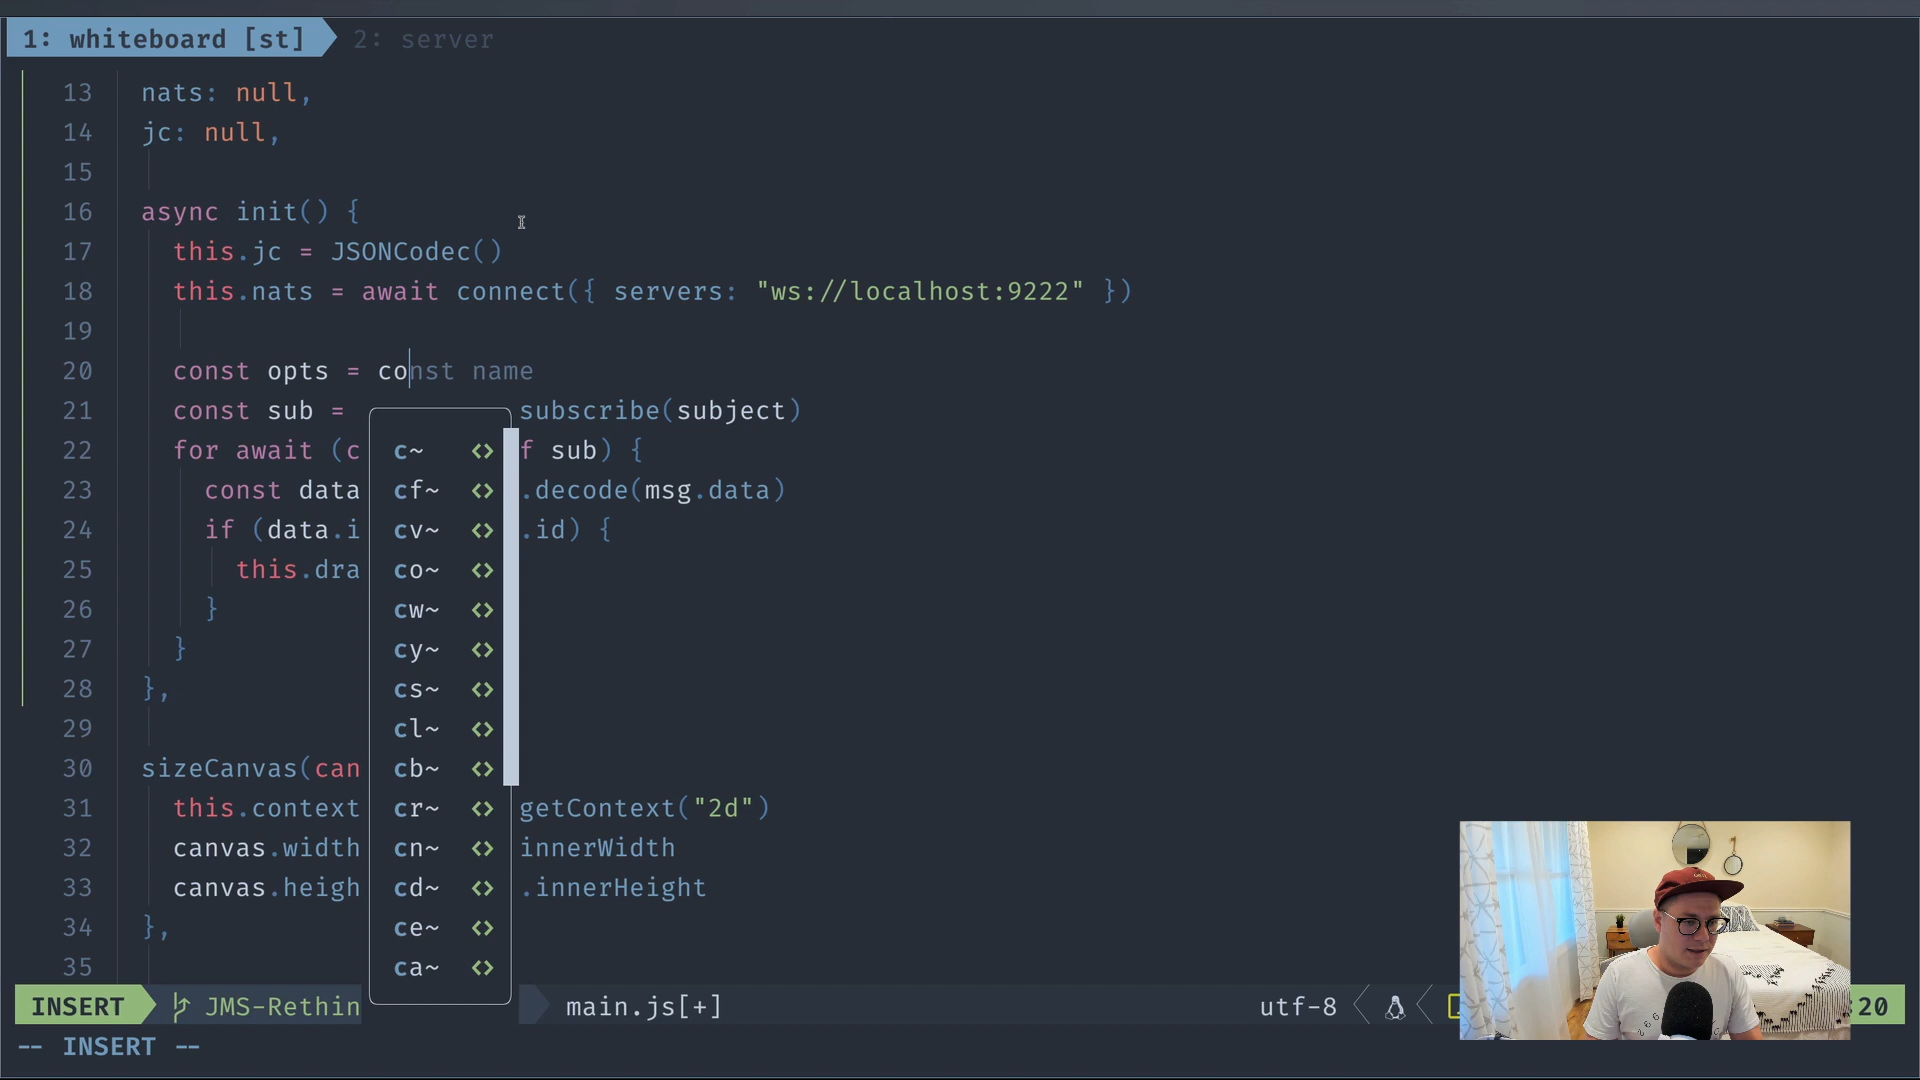 1: whiteboard [st] 2: server
13 nats: null,
14 jc: null,
15
16 async init() {
17 this.jc = JSONCodec()
18 this.nats = await connect({ servers: "ws://localhost:9222" })
19
20 const opts = const name
21 const sub = subscribe(subject)
22 for await (c f sub) {
23 const data .decode(msg.data)
24 if (data.i .id) {
25 this.dra
26 }
27 }
28 },
29
30 sizeCanvas(can
31 this.context getContext("2d")
32 canvas.width innerWidth
33 canvas.heigh .innerHeight
34 },
35
c~ <>
cf~ <>
cv~ <>
co~ <>
cw~ <>
cy~ <>
cs~ <>
cl~ <>
cb~ <>
cr~ <>
cn~ <>
cd~ <>
ce~ <>
ca~ <>
INSERT JMS-Rethin main.js[+] utf-8 :20
-- INSERT --